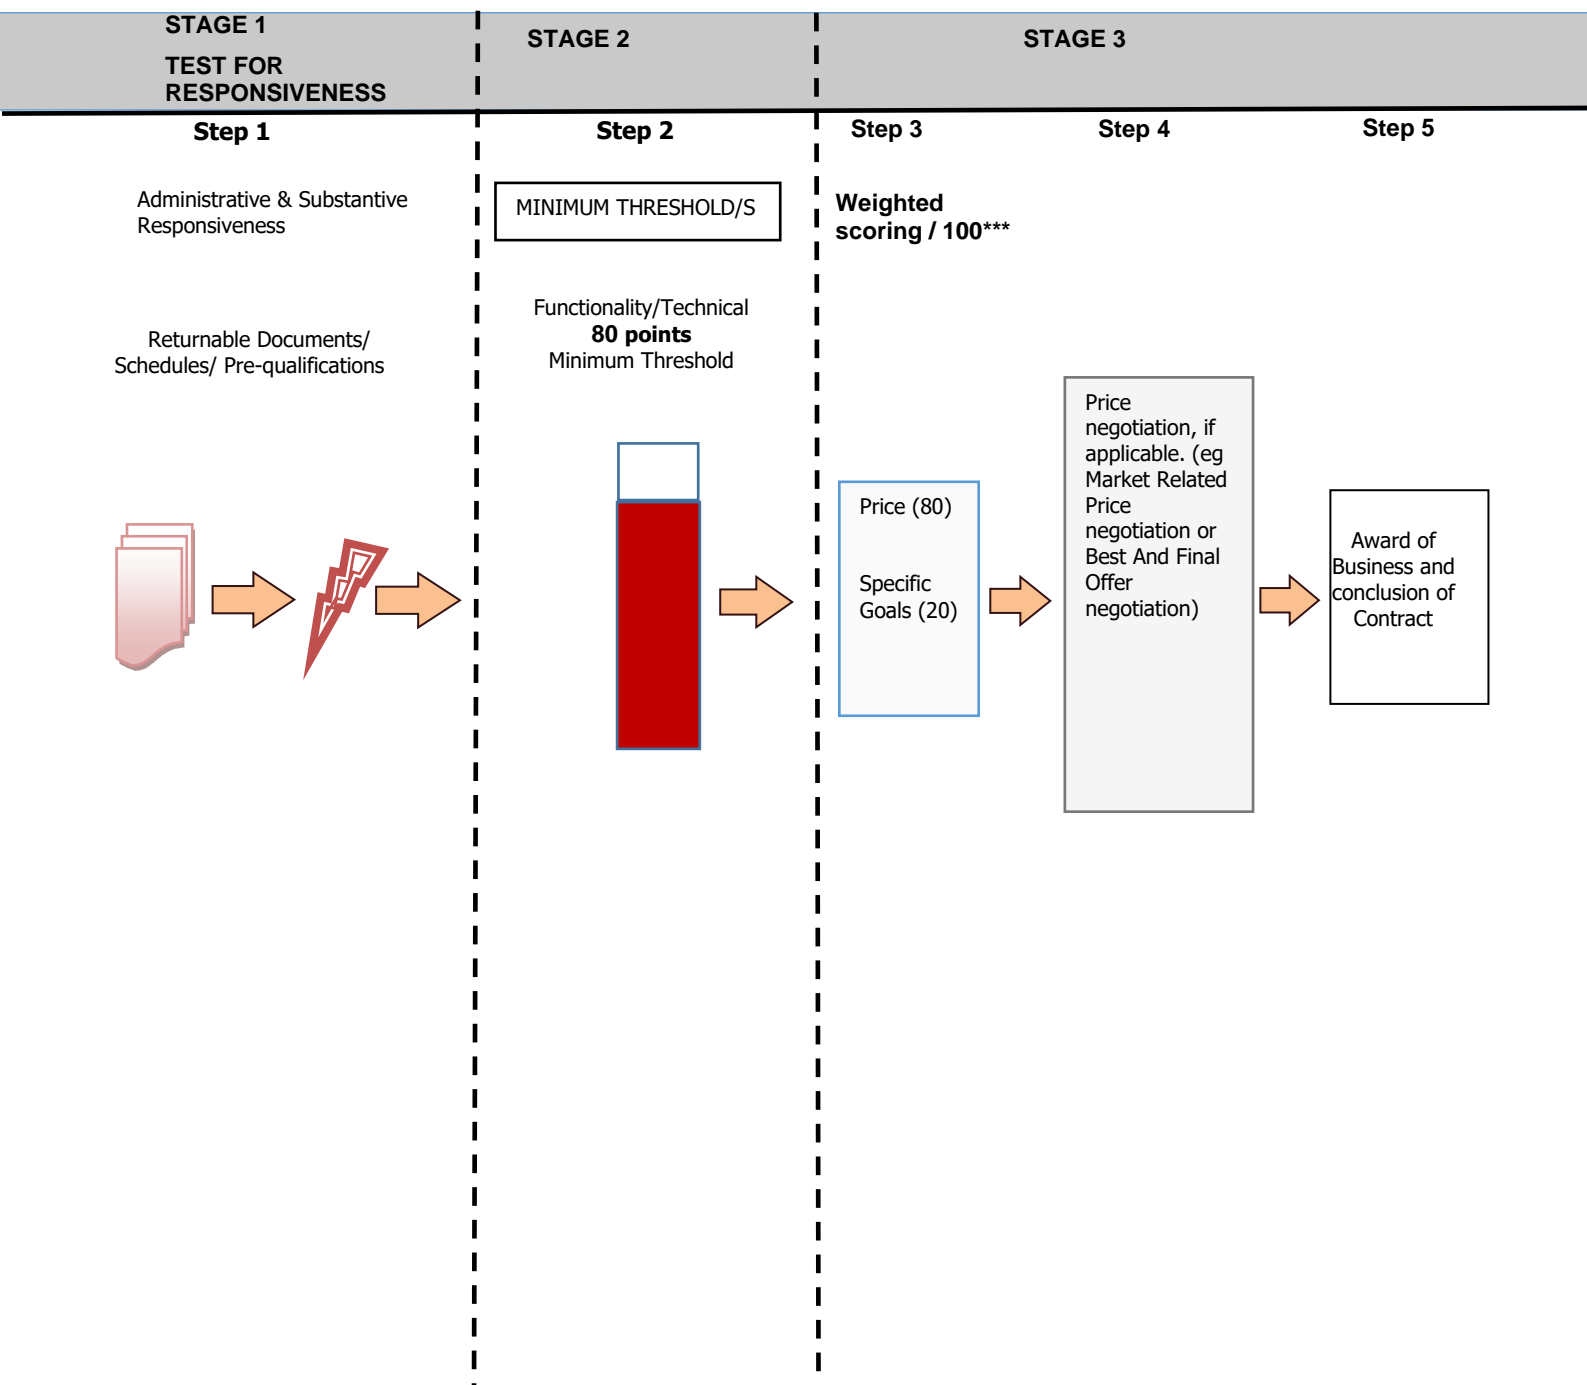 STAGE 1
TEST FOR
RESPONSIVENESS
STAGE 2
STAGE 3
Step 1
Step 2
Step 3
Step 4
Step 5
Administrative & Substantive
Responsiveness
Returnable Documents/
Schedules/ Pre-qualifications
MINIMUM THRESHOLD/S
Functionality/Technical
80 points
Minimum Threshold
Weighted
scoring / 100***
Price (80)
Specific
Goals (20)
Price
negotiation, if
applicable. (eg
Market Related
Price
negotiation or
Best And Final
Offer
negotiation)
Award of
Business and
conclusion of
Contract